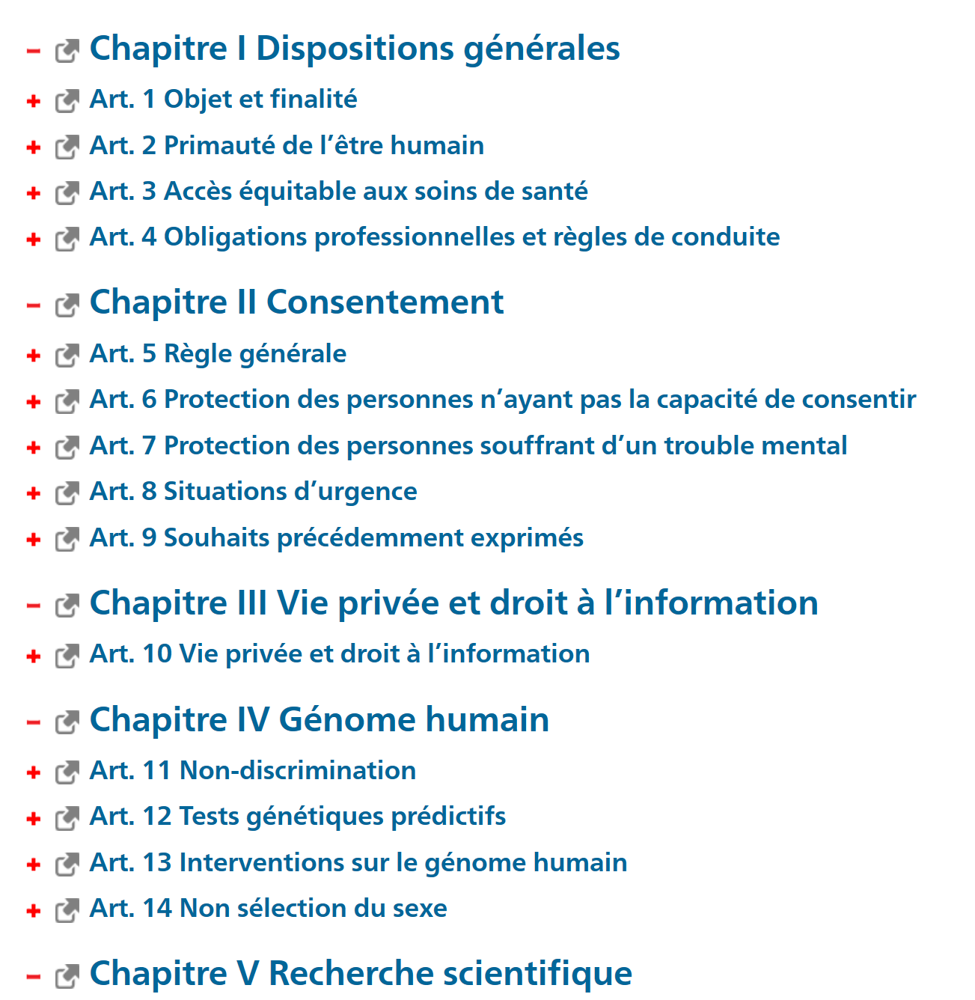 Chapitre I Dispositions générales
Art. 1 Objet et finalité
Art. 2 Primauté de l’être humain
Art. 3 Accès équitable aux soins de santé
Art. 4 Obligations professionnelles et règles de conduite
Chapitre II Consentement
Art. 5 Règle générale
Art. 6 Protection des personnes n’ayant pas la capacité de consentir
Art. 7 Protection des personnes souffrant d’un trouble mental
Art. 8 Situations d’urgence
Art. 9 Souhaits précédemment exprimés
Chapitre III Vie privée et droit à l’information
Art. 10 Vie privée et droit à l’information
Chapitre IV Génome humain
Art. 11 Non-discrimination
Art. 12 Tests génétiques prédictifs
Art. 13 Interventions sur le génome humain
Art. 14 Non sélection du sexe
Chapitre V Recherche scientifique